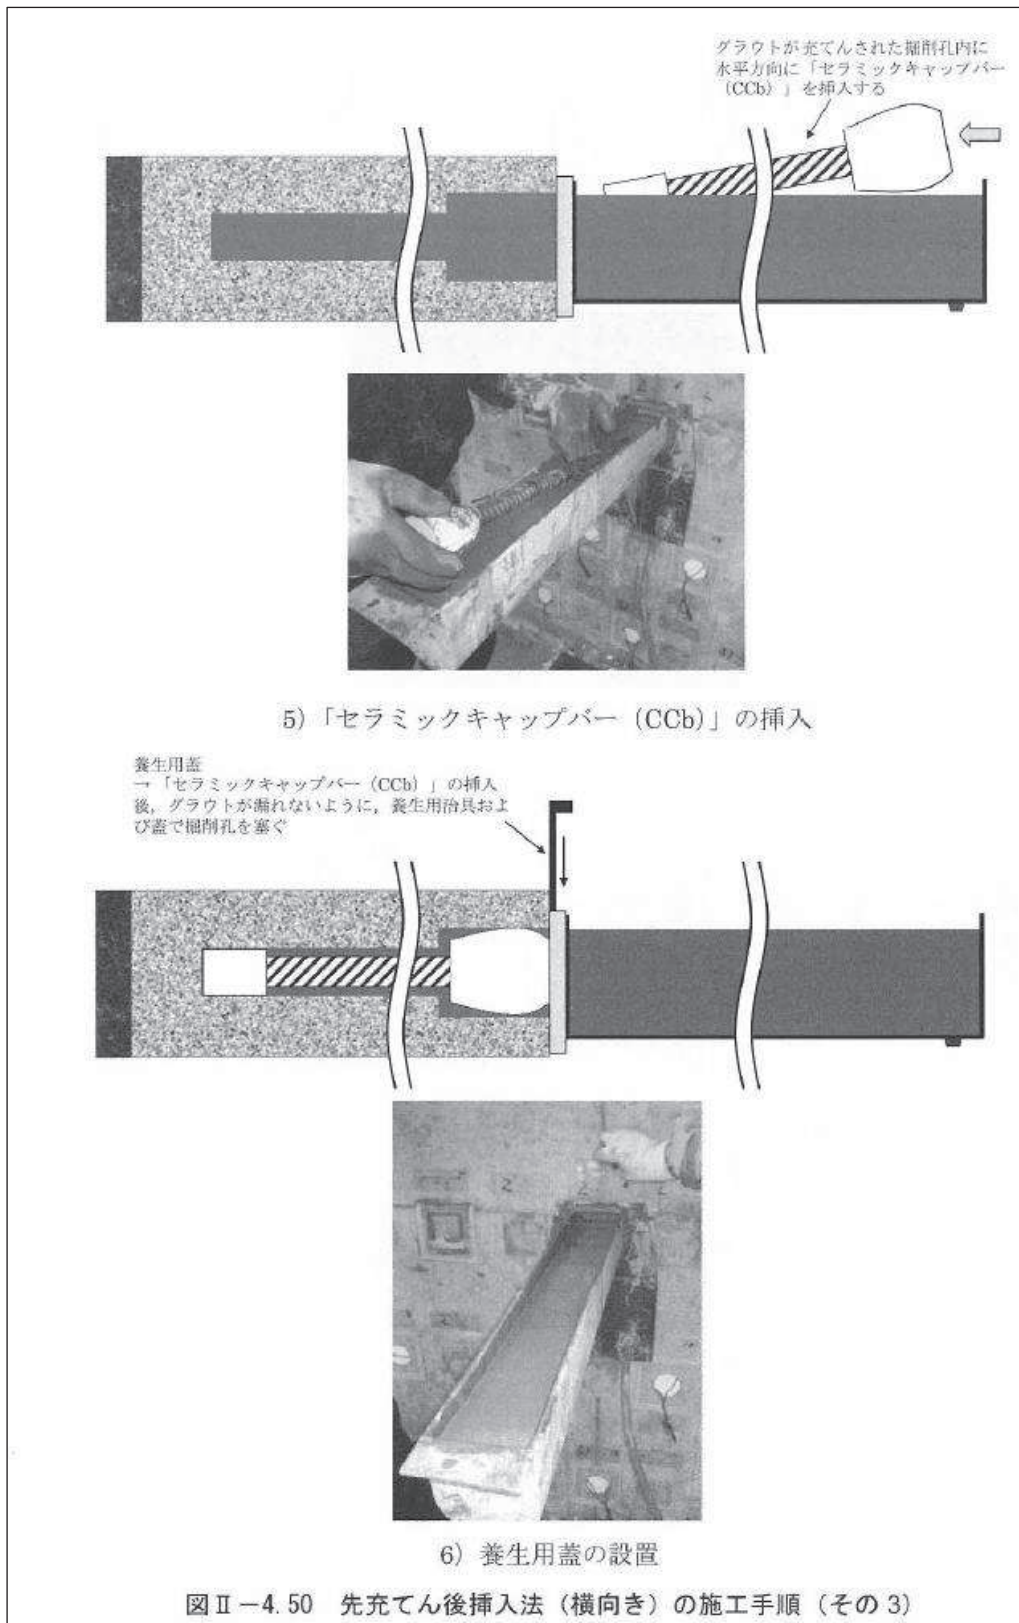 グラウトが充てんされた掘削孔内に
水平方向に「セラミックキャップバー
（CCb）」を挿入する
5)「セラミックキャップバー（CCb）」の挿入
養生用蓋
→「セラミックキャップバー（CCb）」の挿入
後，グラウトが漏れないように，養生用治具およ
び蓋で掘削孔を塞ぐ
6) 養生用蓋の設置
図Ⅱ－4.50　先充てん後挿入法（横向き）の施工手順（その3）